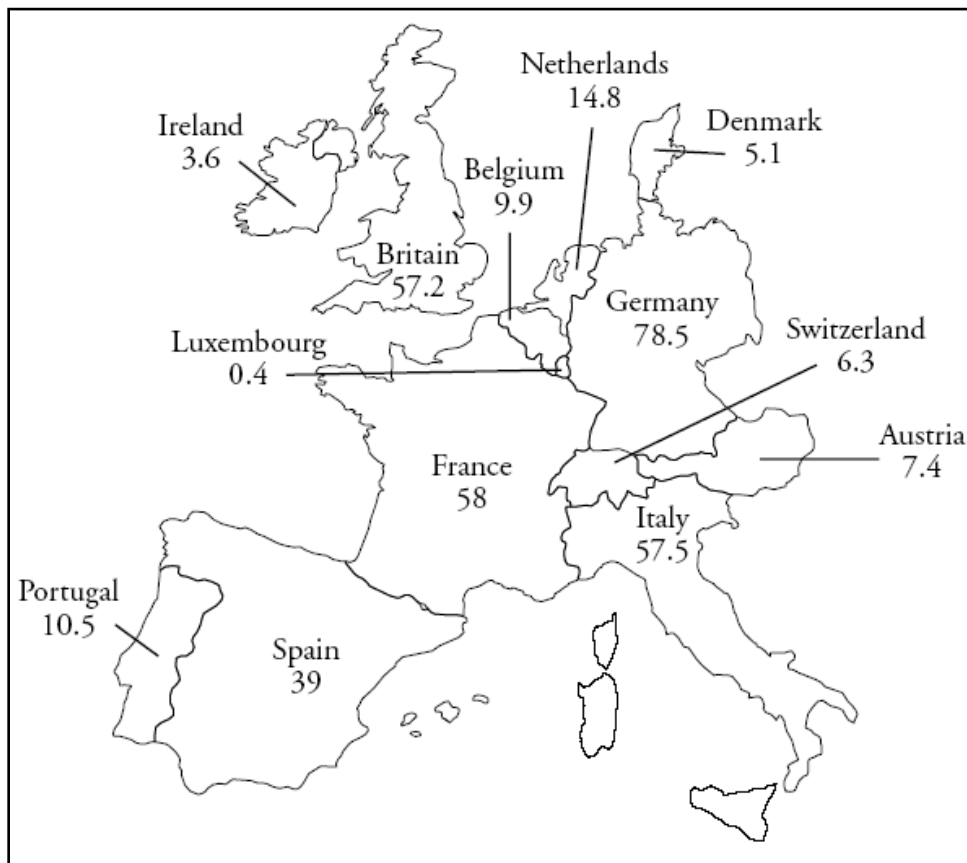 Netherlands
14.8
Ireland
3.6
Denmark
5.1
Belgium
9.9
Britain
57.2
Germany
78.5
Switzerland
6.3
Luxembourg
0.4
Austria
7.4
France
58
Italy
57.5
Portugal
10.5
Spain
39